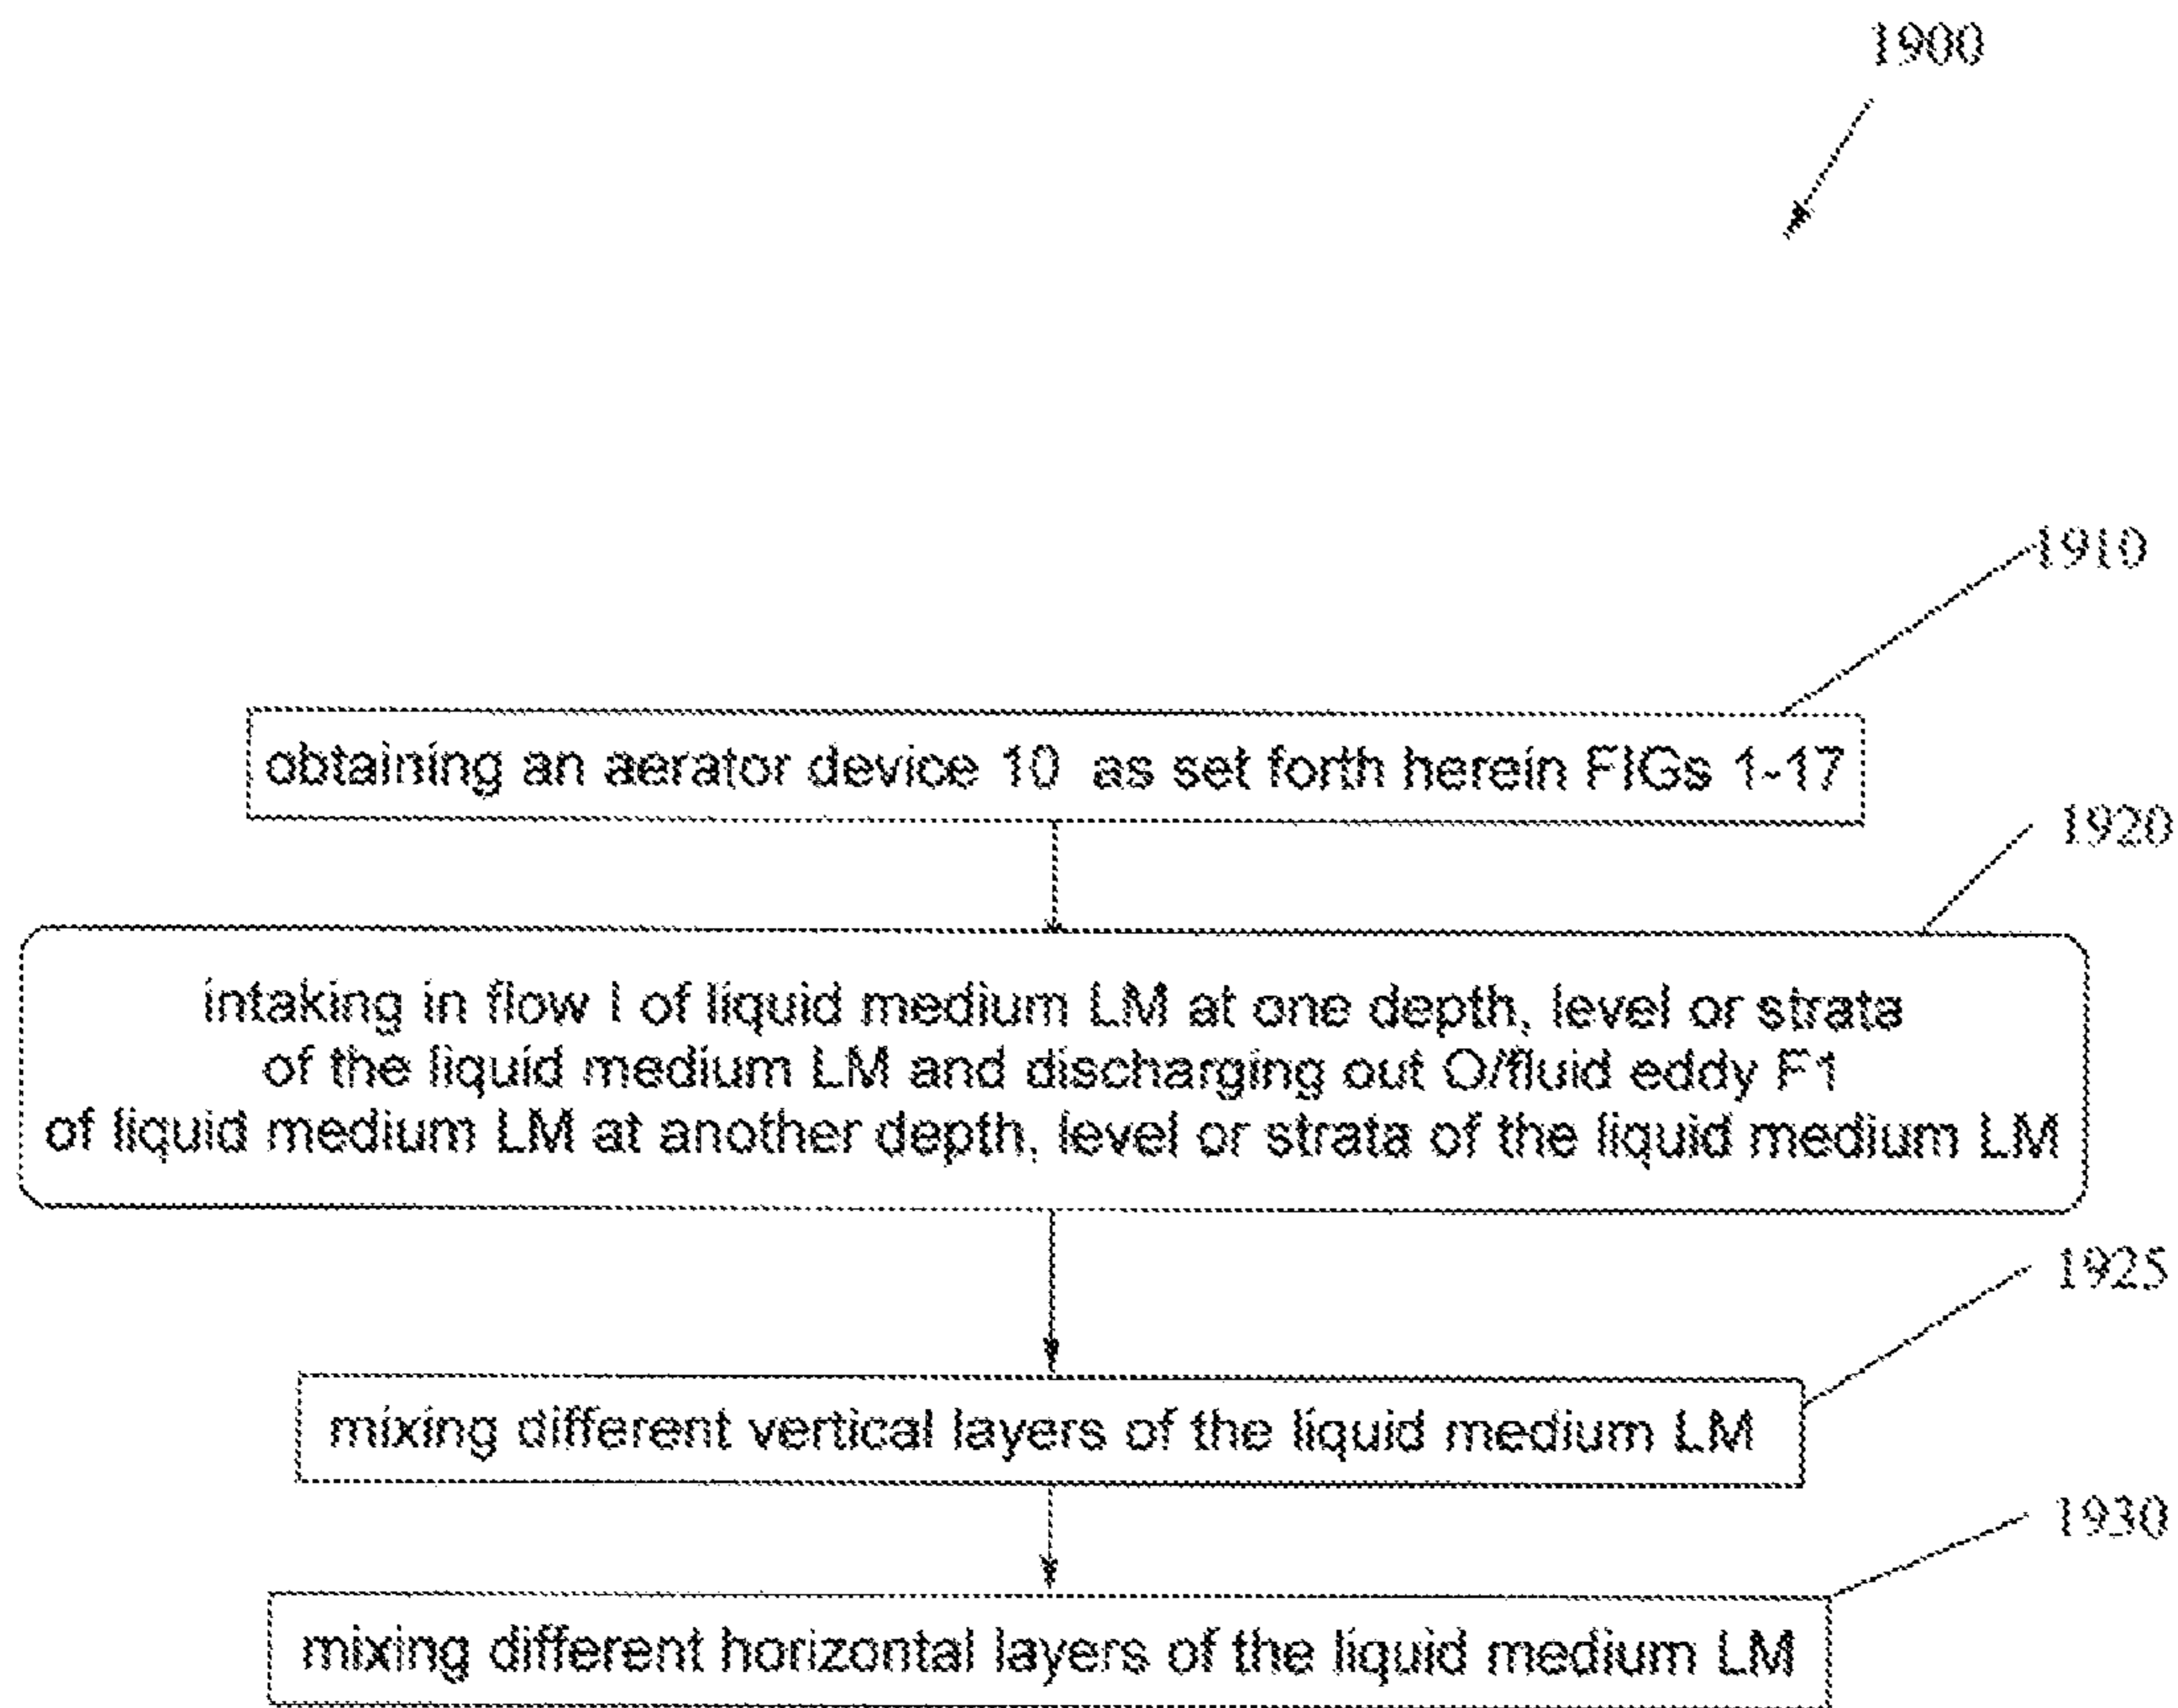 1900
1910
obtaining an aerator device 10 as set forth herein FIGs 1-17
1920
intaking in flow I of liquid medium LM at one depth, level or strata
of the liquid medium LM and discharging out O/fluid eddy F1
of liquid medium LM at another depth, level or strata of the liquid medium LM
1925
mixing different vertical layers of the liquid medium LM
1930
mixing different horizontal layers of the liquid medium LM